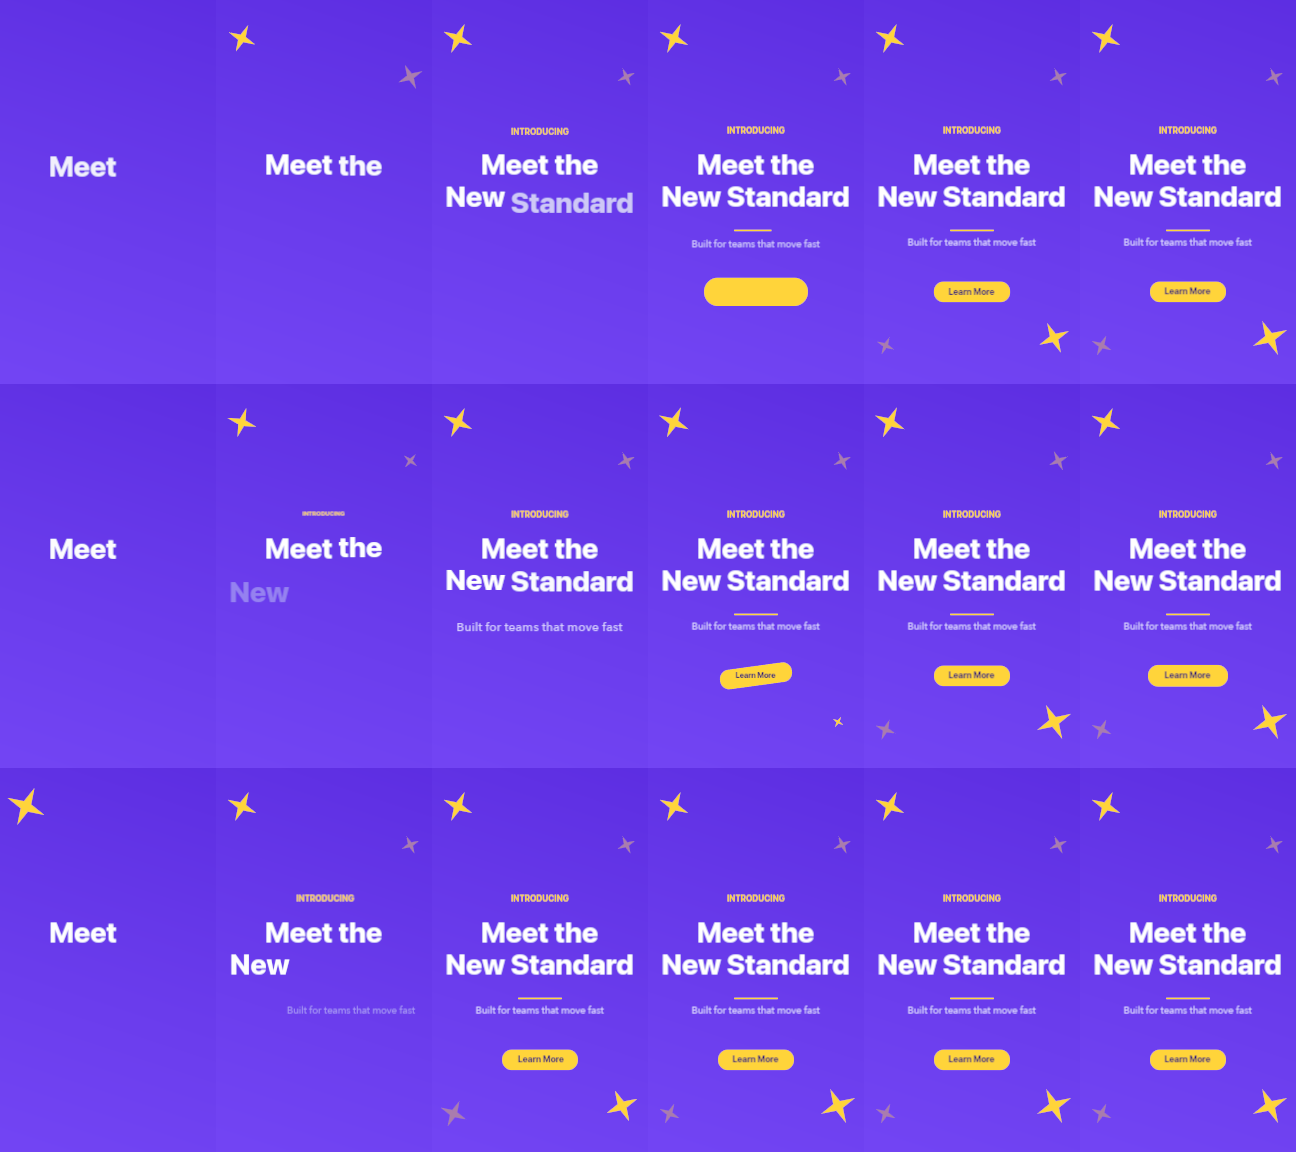 Meet
Meet the
INTRODUCING
Meet the
New Standard
INTRODUCING
Meet the
New Standard
Built for teams that move fast
INTRODUCING
Meet the
New Standard
Built for teams that move fast
Learn More
INTRODUCING
Meet the
New Standard
Built for teams that move fast
Learn More
Meet
INTRODUCING
Meet the
New
INTRODUCING
Meet the
New Standard
Built for teams that move fast
INTRODUCING
Meet the
New Standard
Built for teams that move fast
Learn More
INTRODUCING
Meet the
New Standard
Built for teams that move fast
Learn More
INTRODUCING
Meet the
New Standard
Built for teams that move fast
Learn More
Meet
INTRODUCING
Meet the
New
Built for teams that move fast
INTRODUCING
Meet the
New Standard
Built for teams that move fast
Learn More
INTRODUCING
Meet the
New Standard
Built for teams that move fast
Learn More
INTRODUCING
Meet the
New Standard
Built for teams that move fast
Learn More
INTRODUCING
Meet the
New Standard
Built for teams that move fast
Learn More